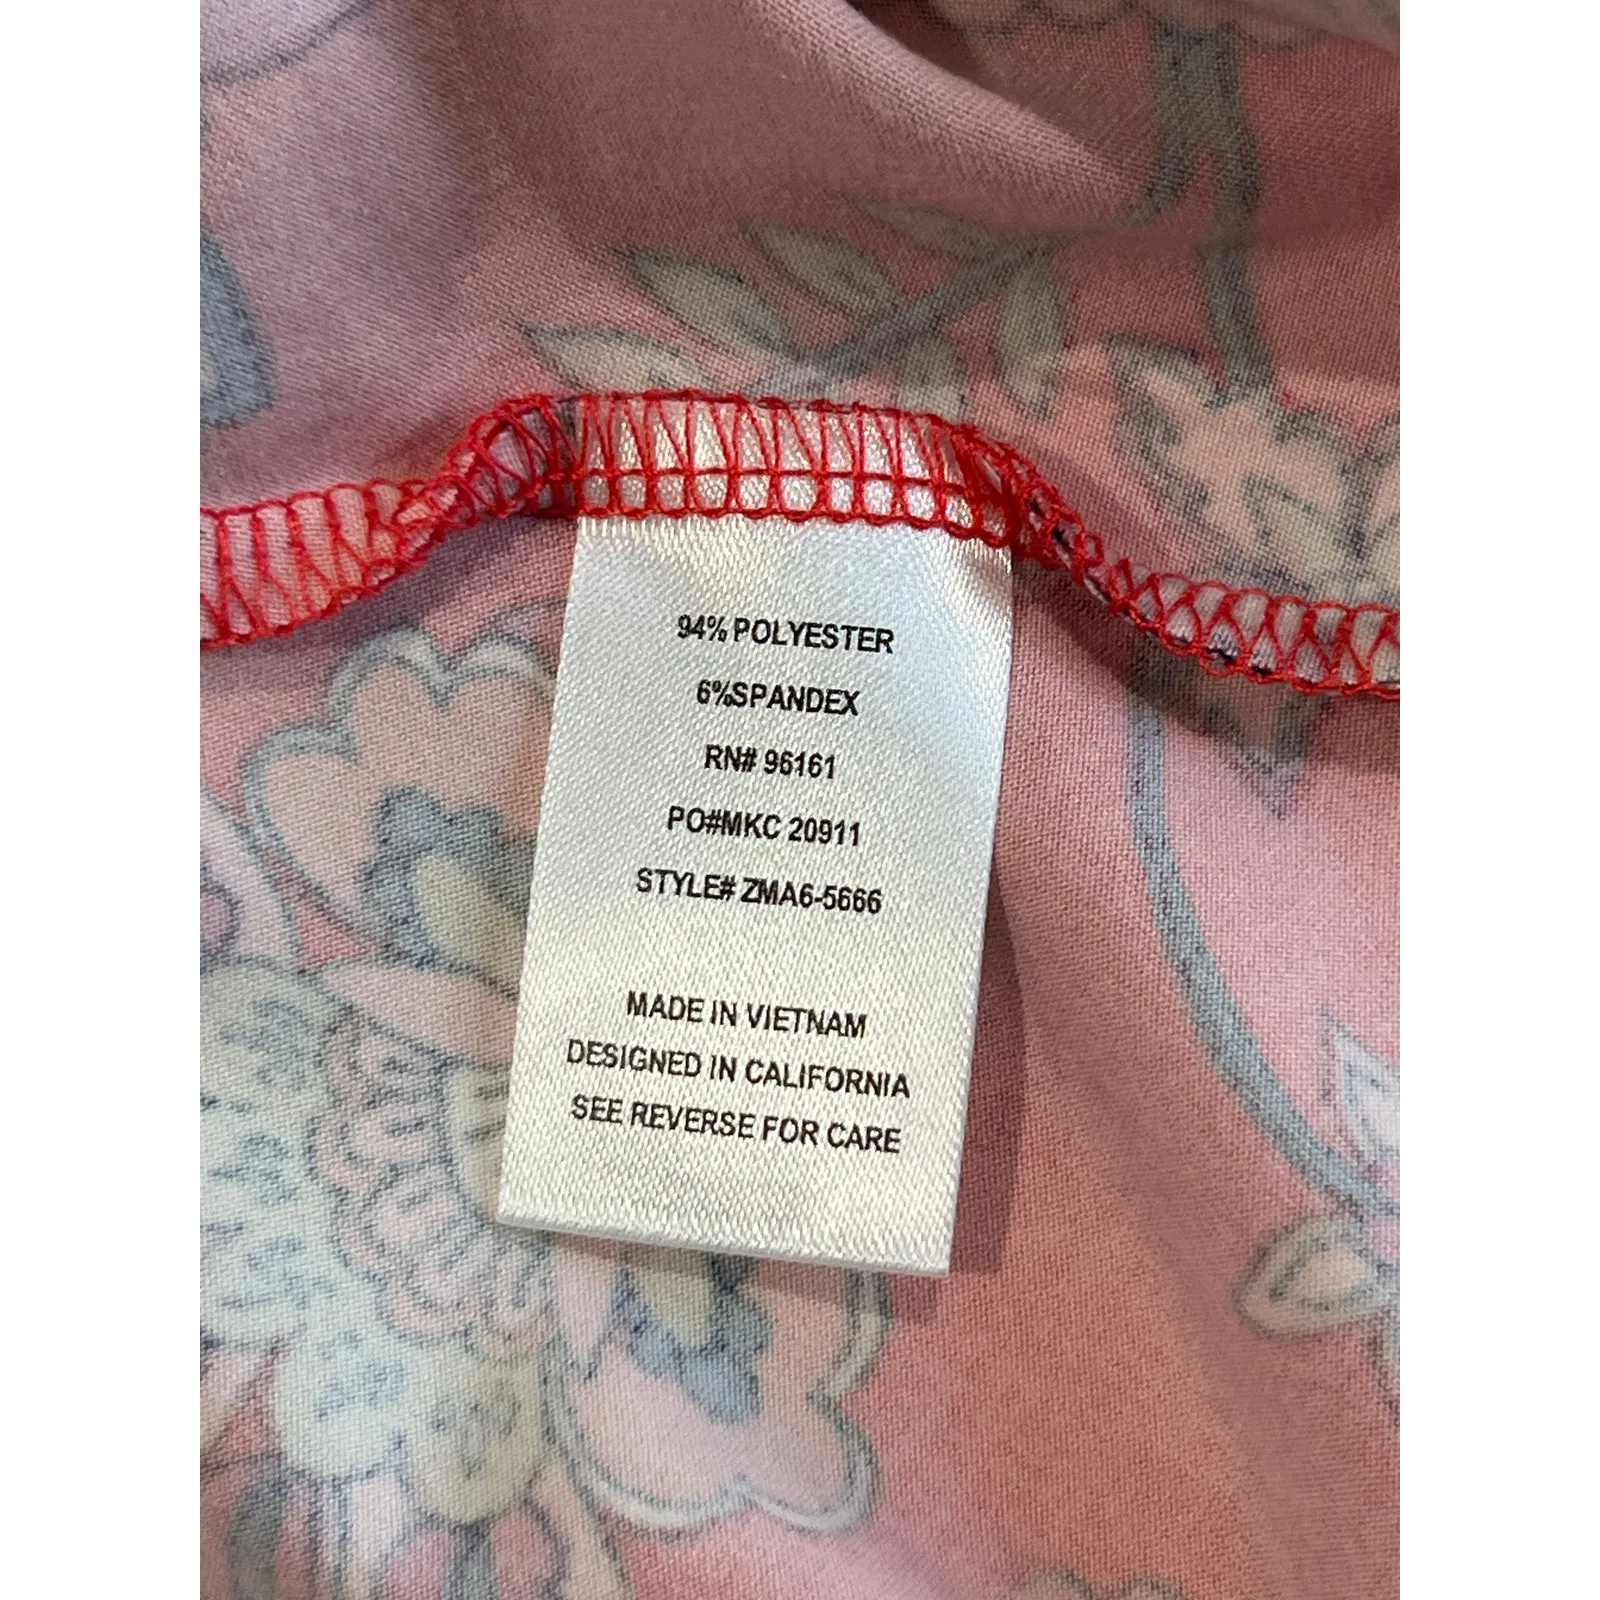 94% POLYESTER
6%SPANDEX
RN# 96161
PO#MKC 20911
STYLE# ZMA6-5666
MADE IN VIETNAM
DESIGNED IN CALIFORNIA
SEE REVERSE FOR CARE